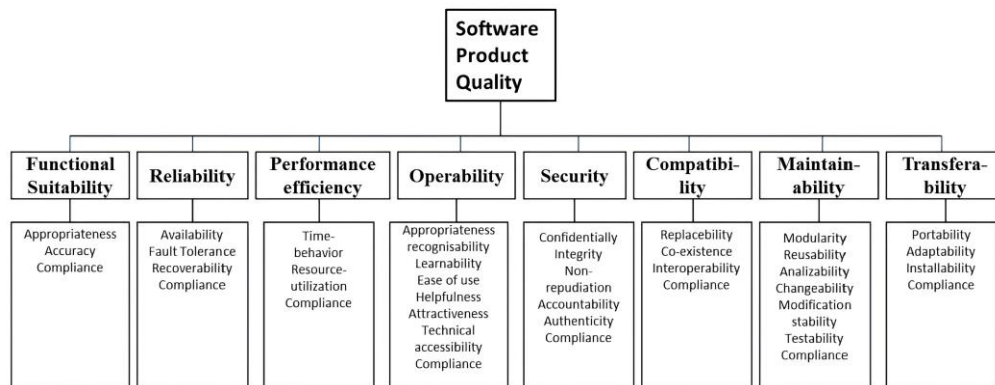 Software
Product
Quality
Functional
Suitability
Reliability
Performance
efficiency
Operability
Security
Compatibi-
lity
Maintain-
ability
Transfera-
bility
Appropriateness
Accuracy
Compliance
Availability
Fault Tolerance
Recoverability
Compliance
Time-
behavior
Resource-
utilization
Compliance
Appropriateness
recognisability
Learnability
Ease of use
Helpfulness
Attractiveness
Technical
accessibility
Compliance
Confidentially
Integrity
Non-
repudiation
Accountability
Authenticity
Compliance
Replacebility
Co-existence
Interoperability
Compliance
Modularity
Reusability
Analizability
Changeability
Modification
stability
Testability
Compliance
Portability
Adaptability
Installability
Compliance